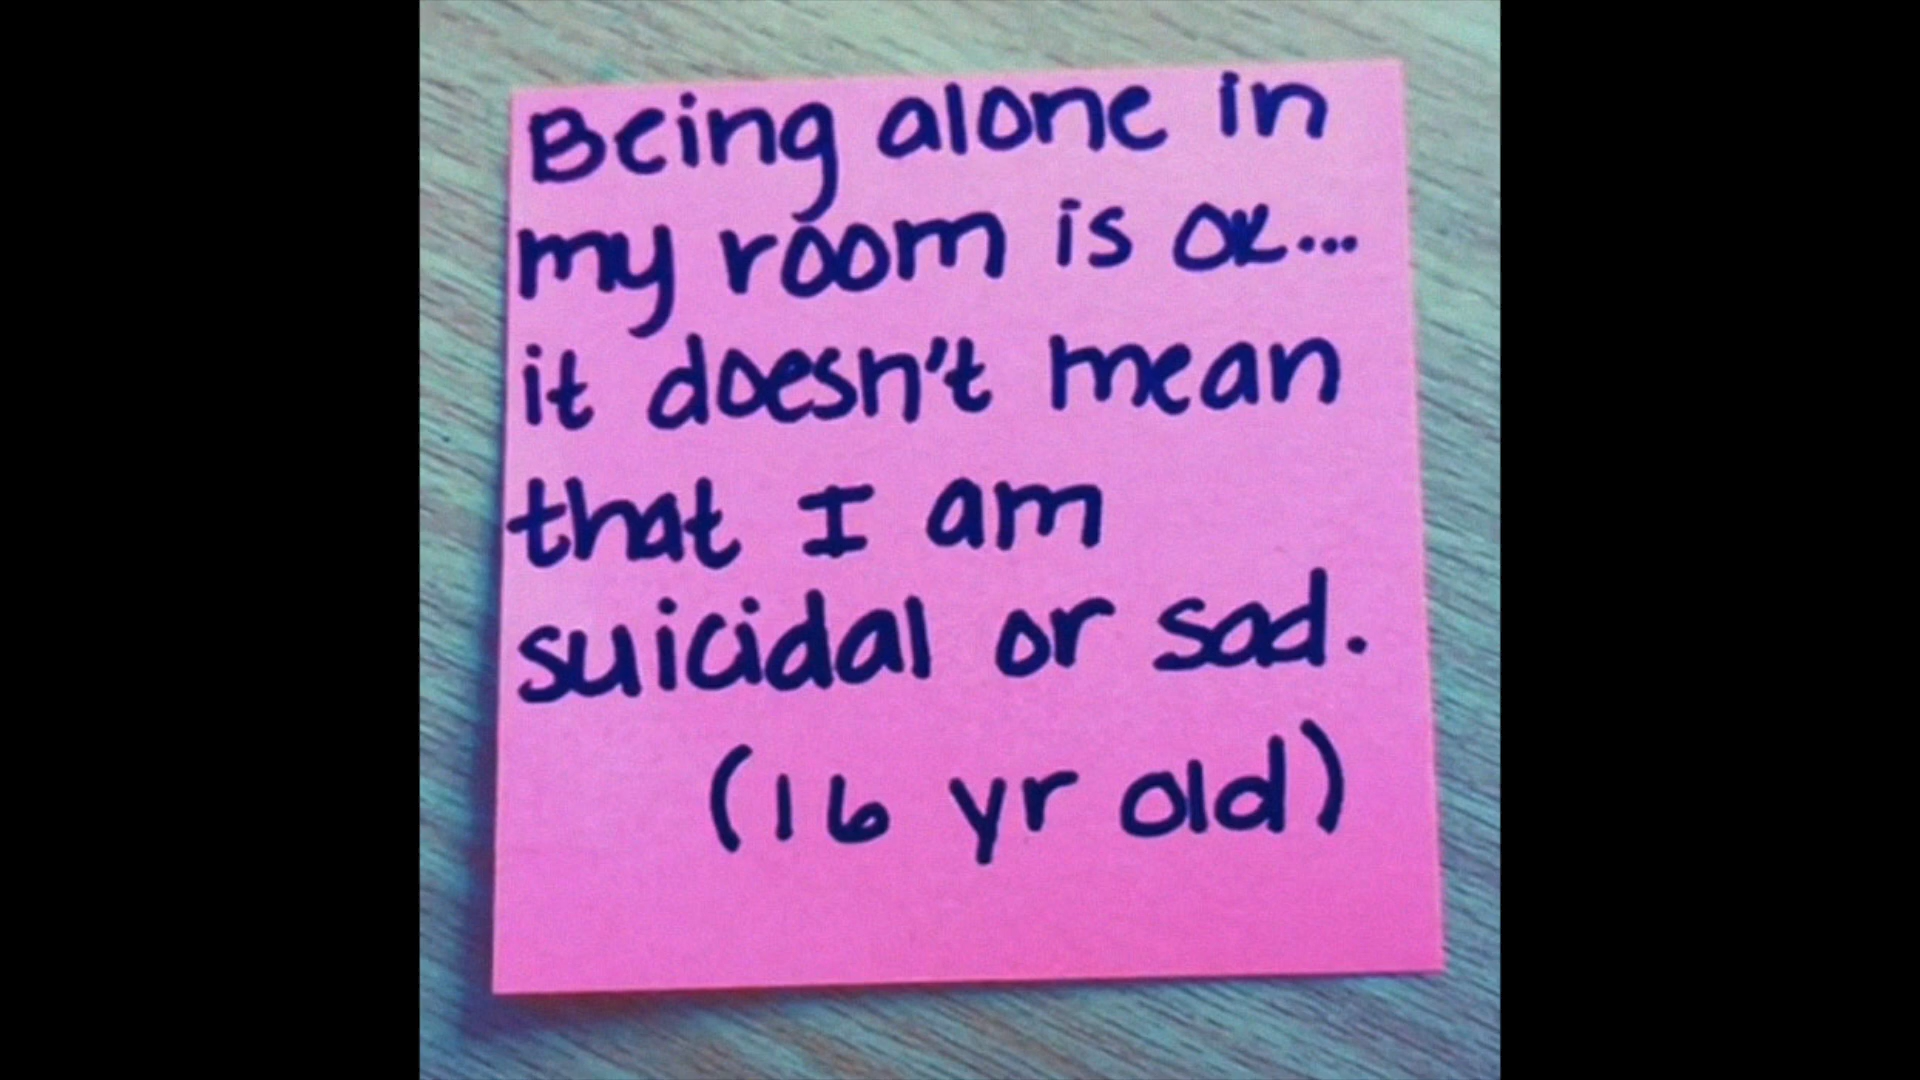 Being alone in
my room is ok...
it doesn't mean
that I am
suicidal or sad.
(16 yr old)